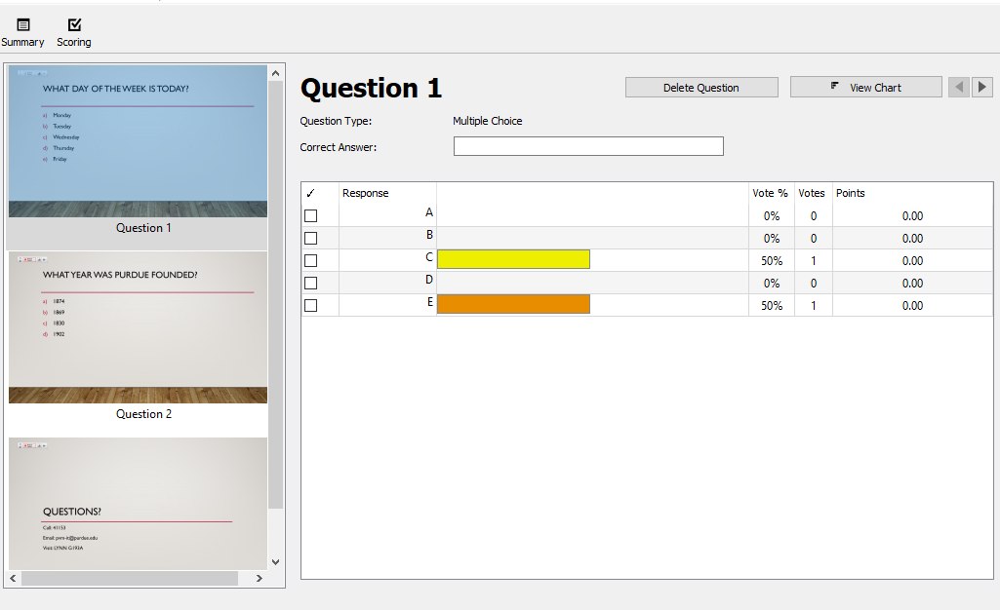 Summary
Scoring
WHAT DAY OF THE WEEK IS TODAY?
a) Monday
b) Tuesday
c) Wednesday
d) Thursday
e) Friday
Question 1
WHAT YEAR WAS PURDUE FOUNDED?
a) 1874
b) 1869
c) 1830
d) 1902
Question 2
QUESTIONS?
Call: 41153
Email: pvm-it@purdue.edu
Visit: LYNN G193A
Question 1
Delete Question
View Chart
Question Type: Multiple Choice
Correct Answer:
✓ Response Vote % Votes Points
A 0% 0 0.00
B 0% 0 0.00
C 50% 1 0.00
D 0% 0 0.00
E 50% 1 0.00